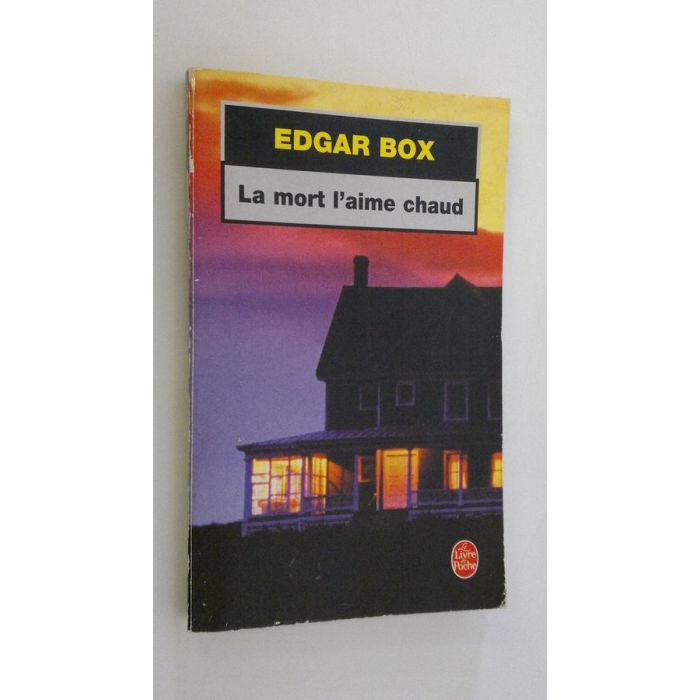 EDGAR BOX
La mort l'aime chaud
Le
Livre
de
Poche